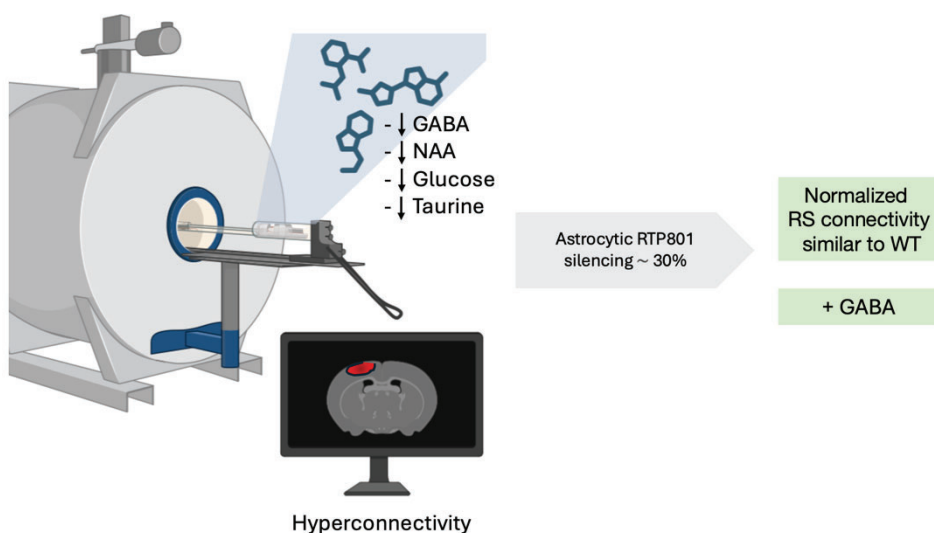 - ↓ GABA
- ↓ NAA
- ↓ Glucose
- ↓ Taurine
Hyperconnectivity
Astrocytic RTP801
silencing ~ 30%
Normalized
RS connectivity
similar to WT
+ GABA